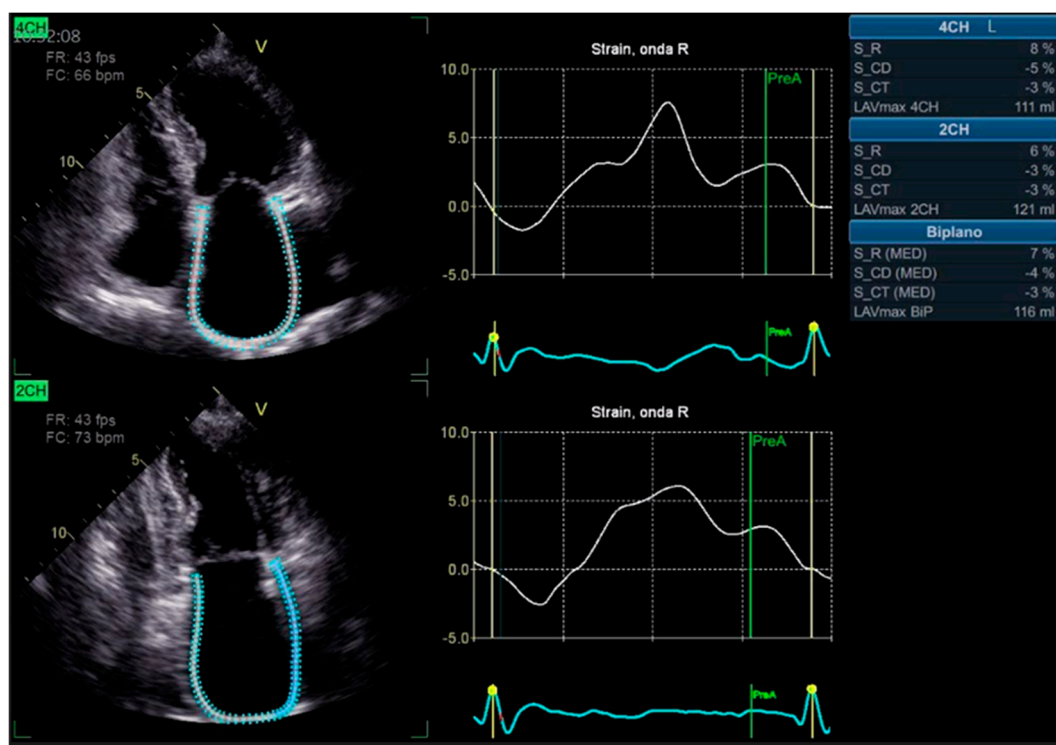 4CH
FR: 43 fps
FC: 66 bpm
V
5
10
Strain, onda R
10.0
PreA
5.0
0.0
-5.0
PreA
4CH L
S_R 8 %
S_CD -5 %
S_CT -3 %
LAVmax 4CH 111 ml
2CH
S_R 6 %
S_CD -3 %
S_CT -3 %
LAVmax 2CH 121 ml
Biplano
S_R (MED) 7 %
S_CD (MED) -4 %
S_CT (MED) -3 %
LAVmax BiP 116 ml
2CH
FR: 43 fps
FC: 73 bpm
V
5
10
Strain, onda R
10.0
PreA
5.0
0.0
-5.0
PreA